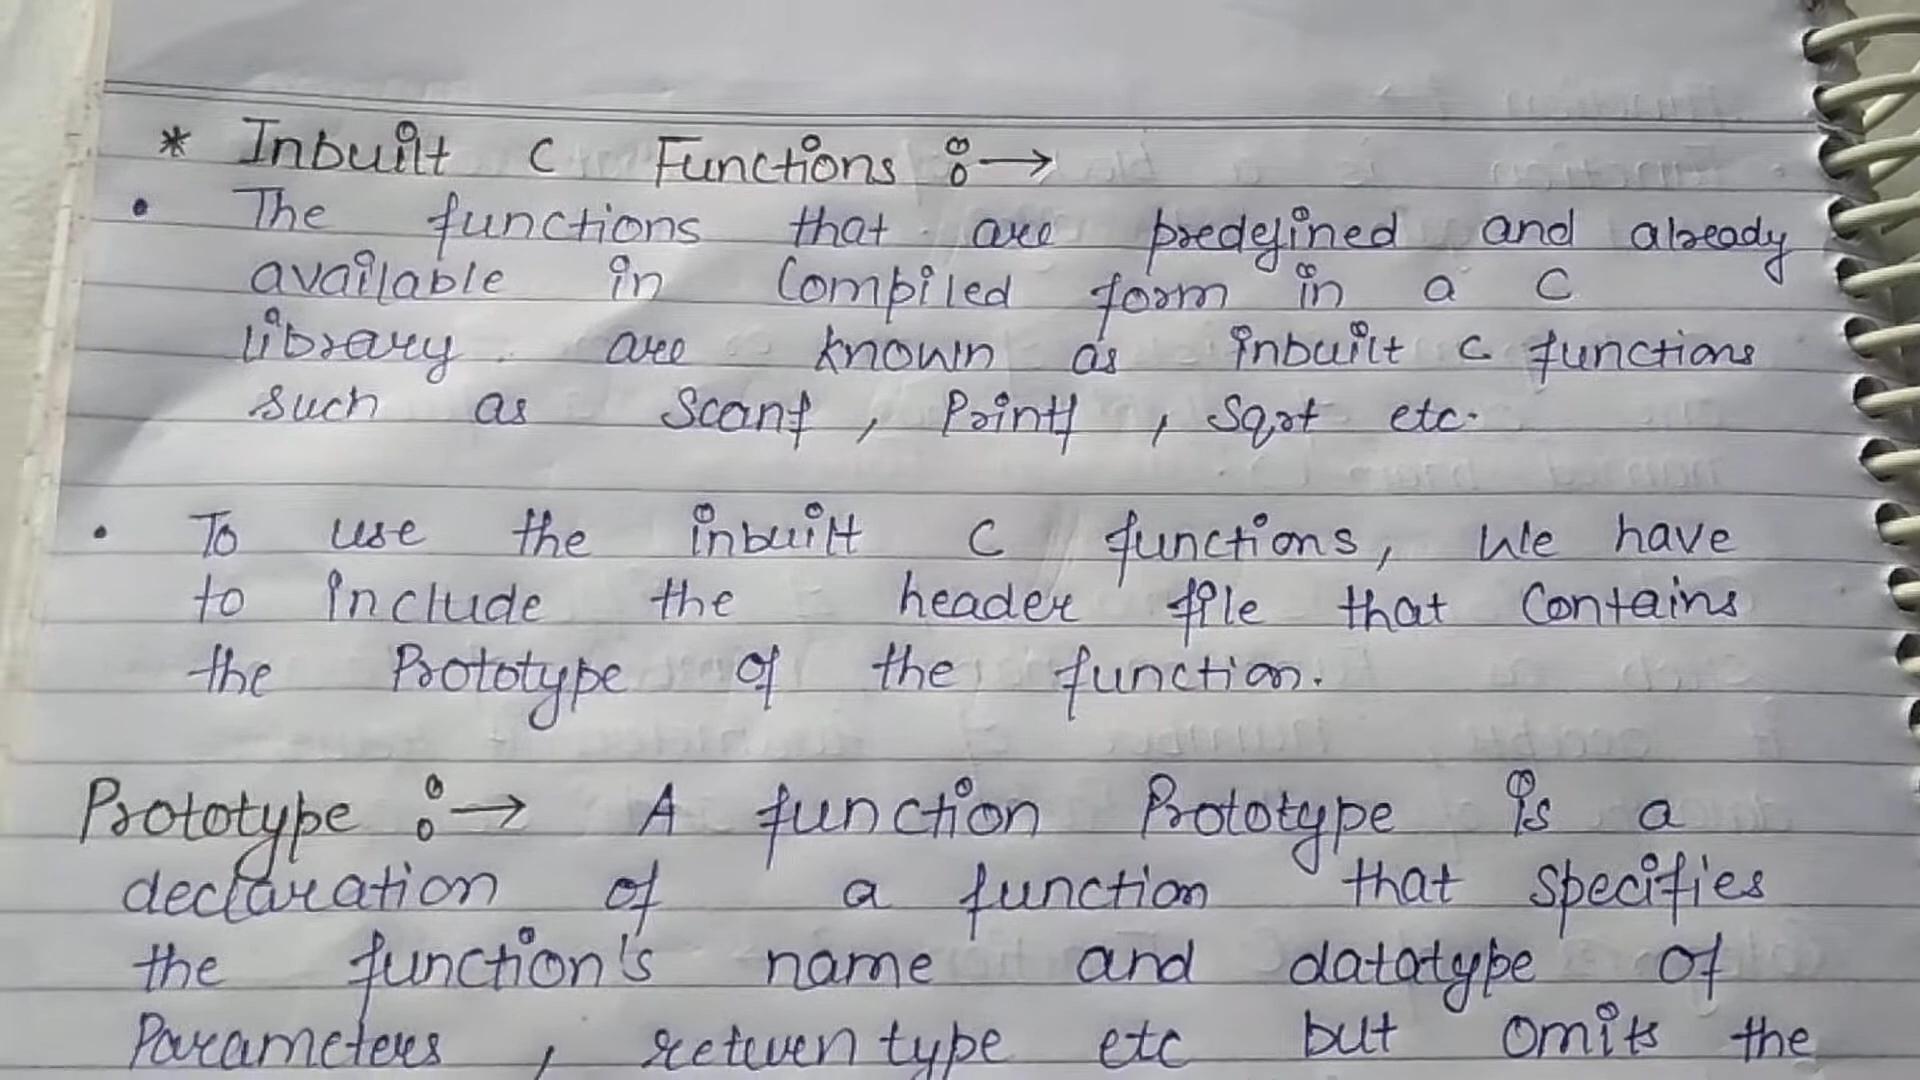 * Inbuilt C Functions :→
• The functions that are predefined and already
available in Compiled form in a C
library are known as inbuilt c functions
such as Scanf, Printf, Sqrt etc.
• To use the inbuilt C functions, We have
to include the header file that Contains
the Prototype of the function.
Prototype :→ A function Prototype is a
declaration of a function that specifies
the function's name and datatype of
Parameters, return type etc but omits the